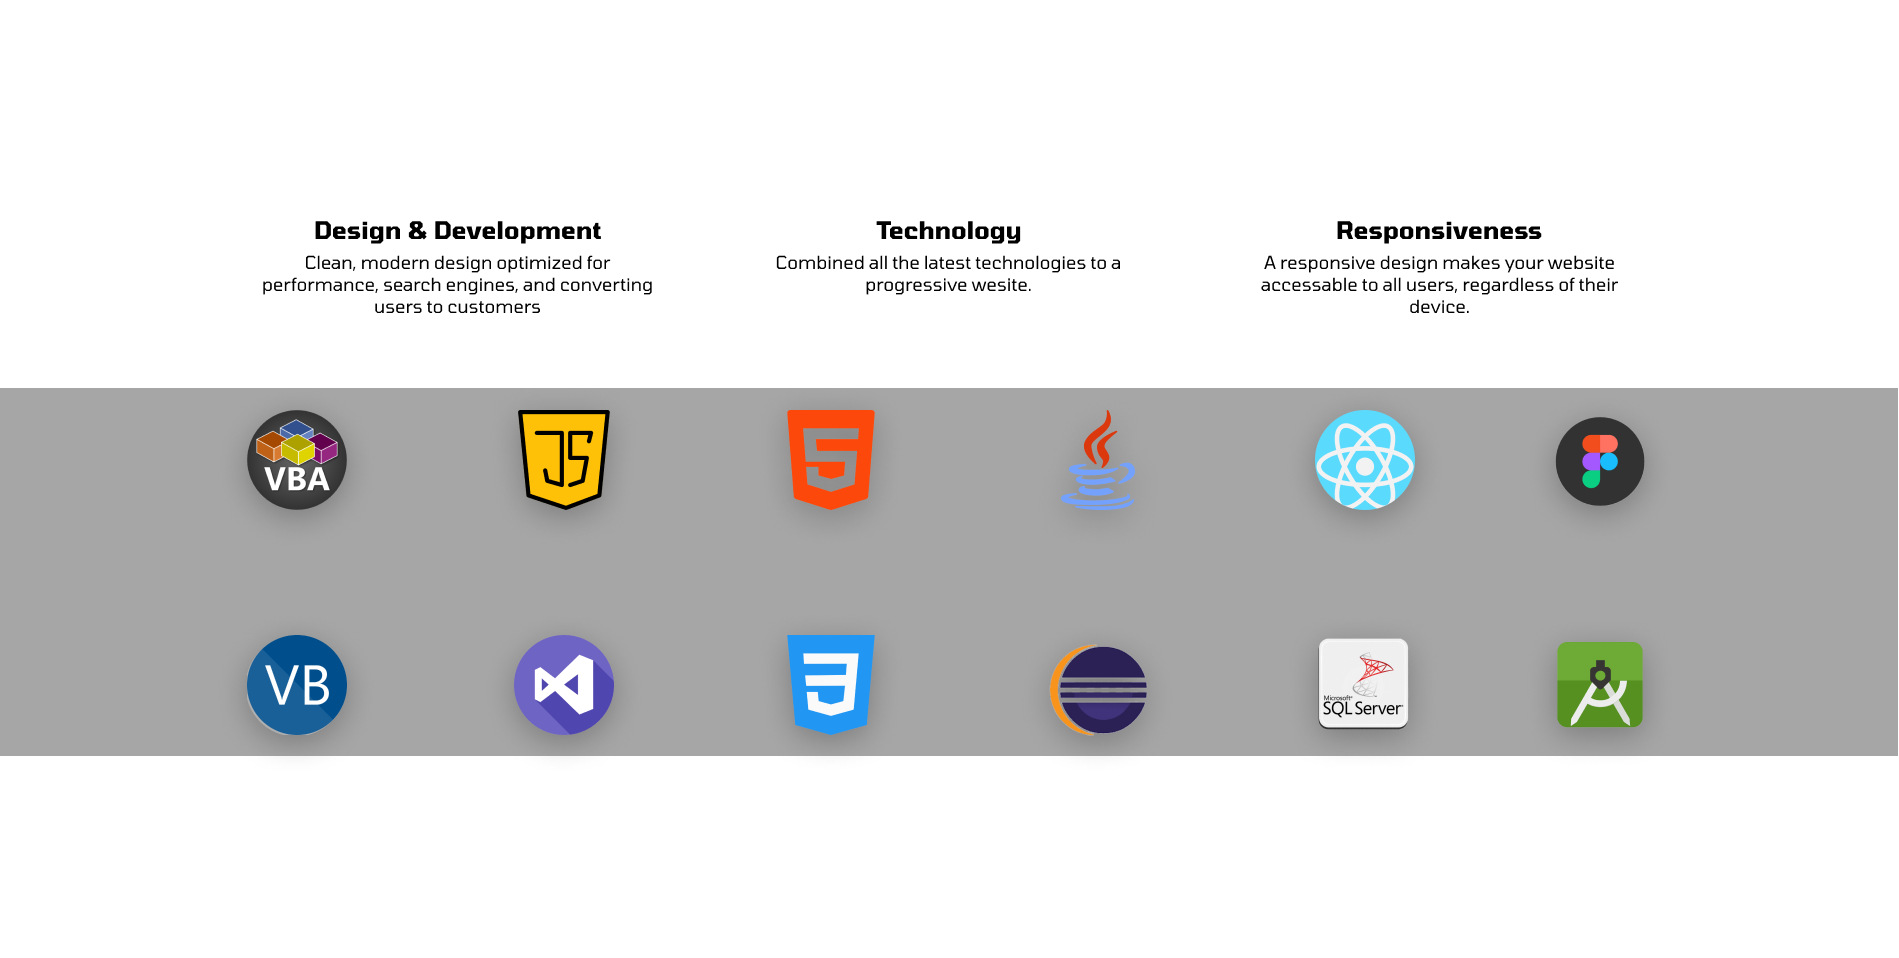 Design & Development
Clean, modern design optimized for
performance, search engines, and converting
users to customers
Technology
Combined all the latest technologies to a
progressive wesite.
Responsiveness
A responsive design makes your website
accessable to all users, regardless of their
device.
VBA
JS
5
VB
3
Microsoft
SQL Server